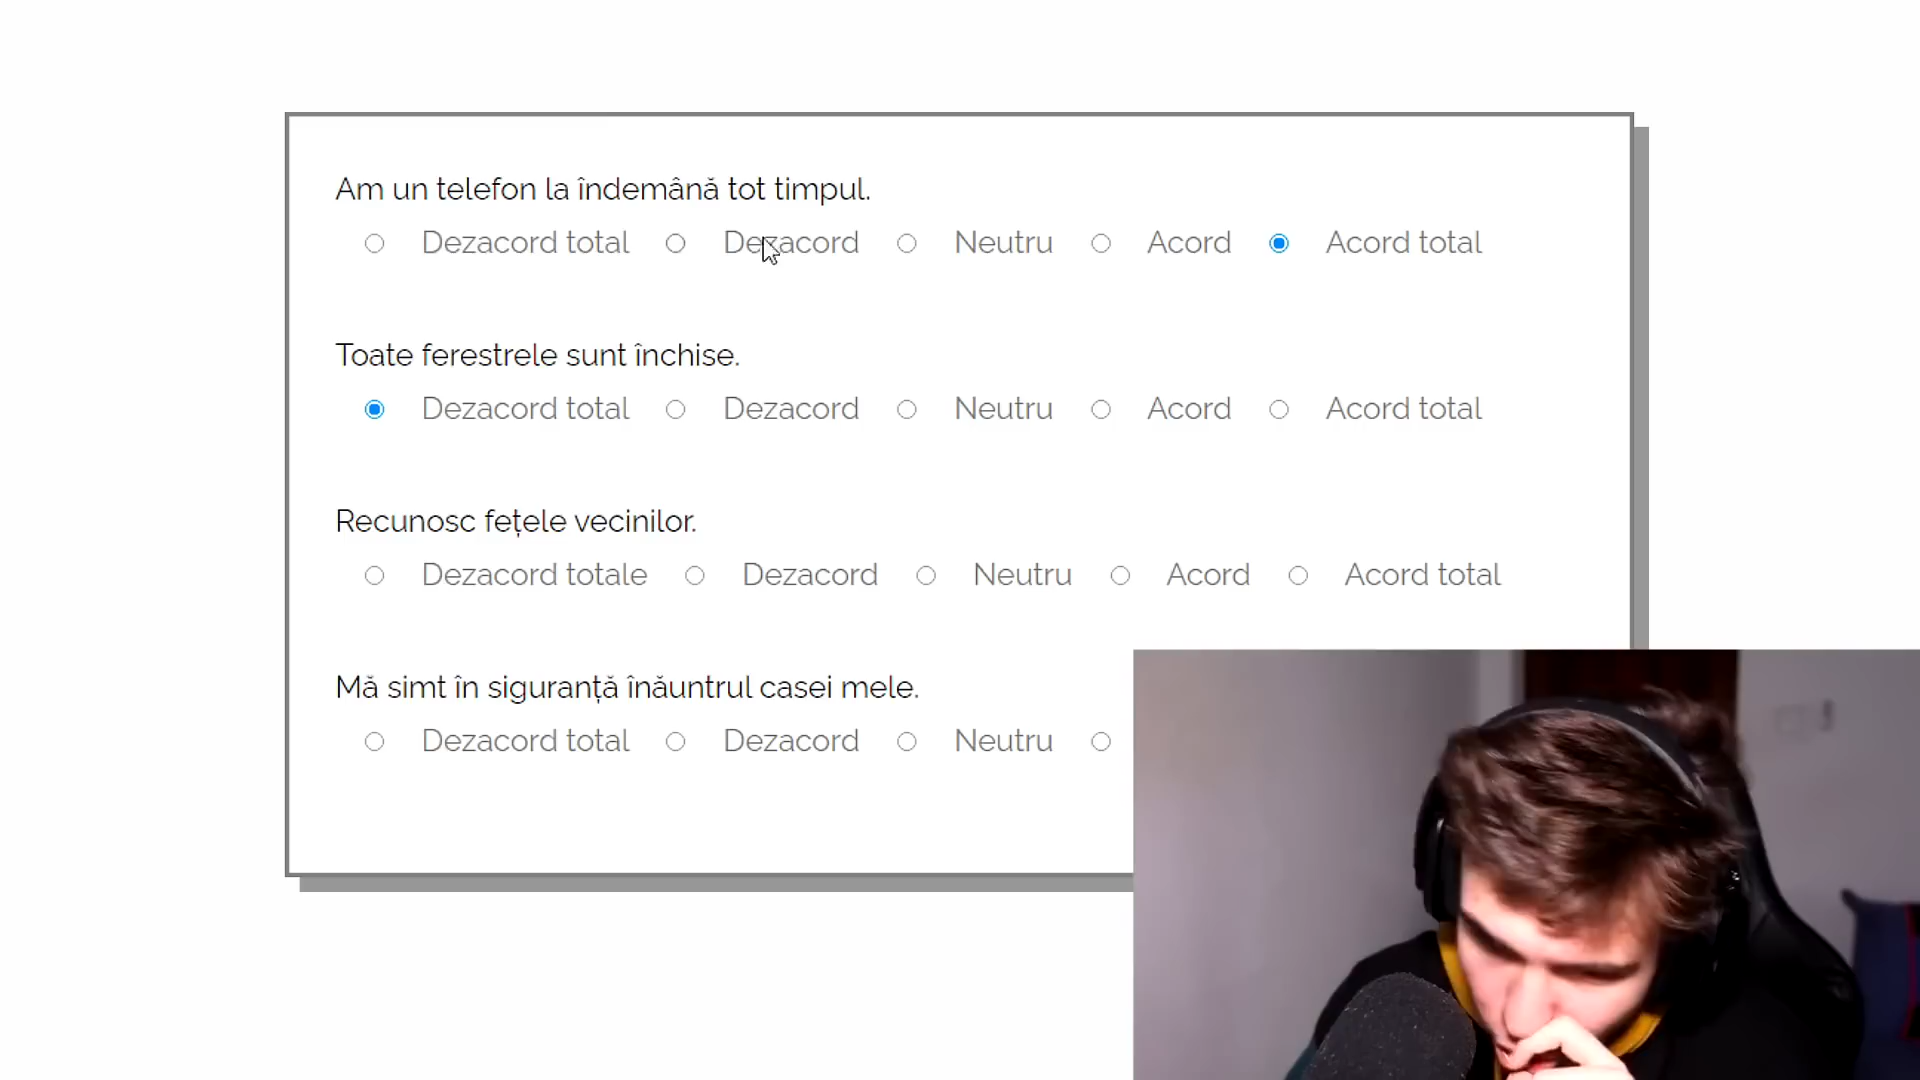 Am un telefon la îndemână tot timpul.
Dezacord total Dezacord Neutru Acord Acord total
Toate ferestrele sunt închise.
Dezacord total Dezacord Neutru Acord Acord total
Recunosc fețele vecinilor.
Dezacord totale Dezacord Neutru Acord Acord total
Mă simt în siguranță înăuntrul casei mele.
Dezacord total Dezacord Neutru